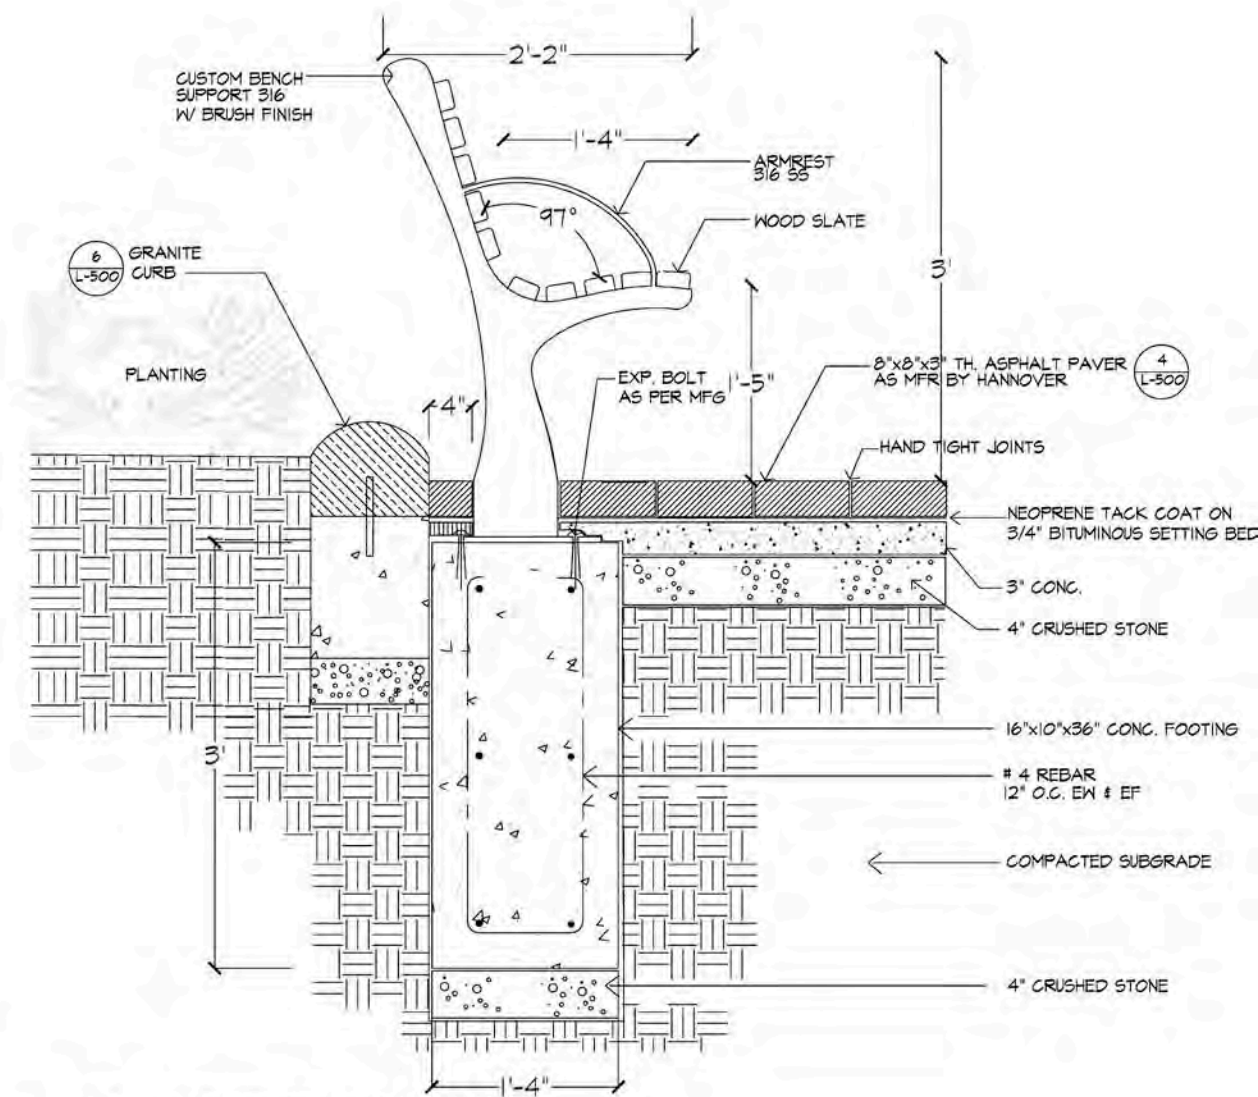 2'-2"
CUSTOM BENCH
SUPPORT 316
W/ BRUSH FINISH
1'-4"
ARMREST
316 SS
97°
WOOD SLATE
6
L-500
GRANITE
CURB
3'
PLANTING
EXP. BOLT
AS PER MFG
1'-5"
8"x8"x3" TH. ASPHALT PAVER
AS MFR BY HANNOVER
4
L-500
4"
HAND TIGHT JOINTS
NEOPRENE TACK COAT ON
3/4" BITUMINOUS SETTING BED
3" CONC.
4" CRUSHED STONE
16"x10"x36" CONC. FOOTING
3'
# 4 REBAR
12" O.C. EW & EF
COMPACTED SUBGRADE
4" CRUSHED STONE
1'-4"